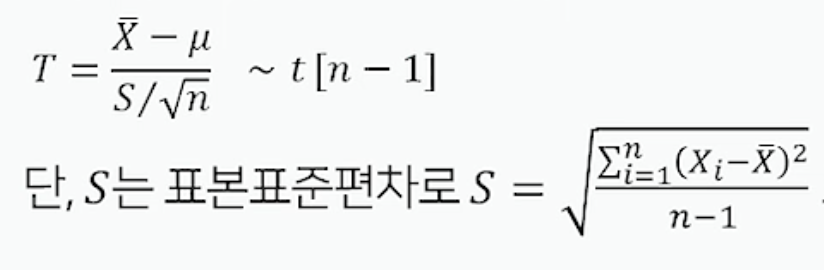 T = (X̄ − μ) / (S/√n) ~ t [n − 1]
단, S는 표본표준편차로 S = √(∑ᵢ₌₁ⁿ(Xᵢ−X̄)² / (n−1)) .